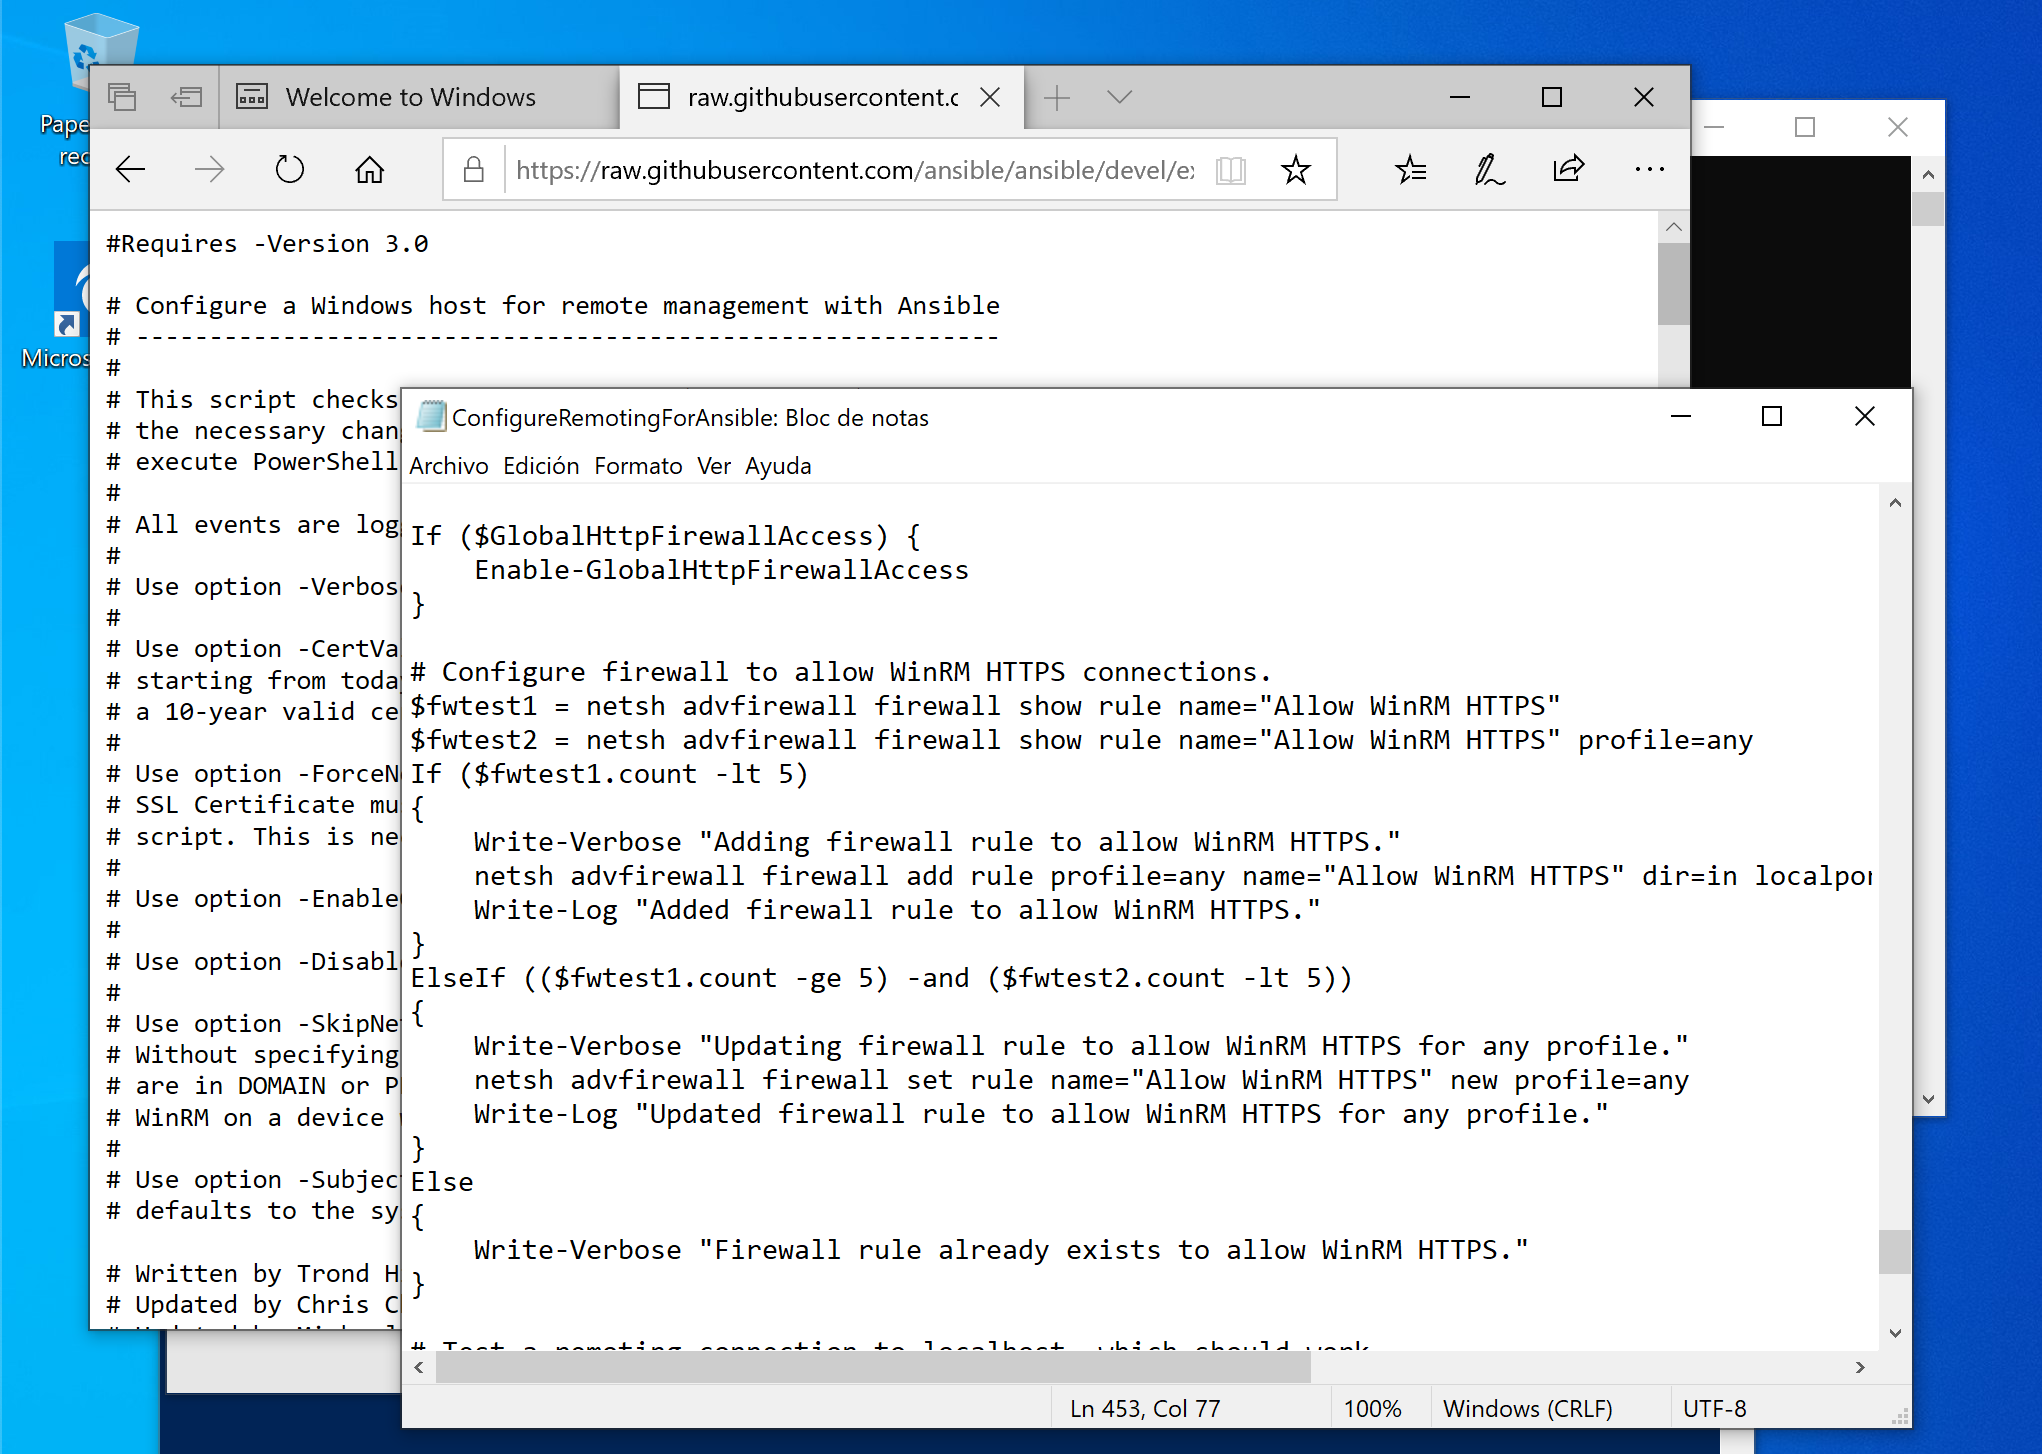 Welcome to Windows
raw.githubusercontent.c
https://raw.githubusercontent.com/ansible/ansible/devel/ex
#Requires -Version 3.0
# Configure a Windows host for remote management with Ansible
# -----------------------------------------------------------
#
# This script checks
# the necessary chan
# execute PowerShell
#
# All events are log
#
# Use option -Verbos
#
# Use option -CertVa
# starting from toda
# a 10-year valid ce
#
# Use option -ForceN
# SSL Certificate mu
# script. This is ne
#
# Use option -Enable
#
# Use option -Disabl
#
# Use option -SkipNe
# Without specifying
# are in DOMAIN or P
# WinRM on a device
#
# Use option -Subjec
# defaults to the sy
# Written by Trond H
# Updated by Chris C
ConfigureRemotingForAnsible: Bloc de notas
Archivo Edición Formato Ver Ayuda
If ($GlobalHttpFirewallAccess) {
    Enable-GlobalHttpFirewallAccess
}
# Configure firewall to allow WinRM HTTPS connections.
$fwtest1 = netsh advfirewall firewall show rule name="Allow WinRM HTTPS"
$fwtest2 = netsh advfirewall firewall show rule name="Allow WinRM HTTPS" profile=any
If ($fwtest1.count -lt 5)
{
    Write-Verbose "Adding firewall rule to allow WinRM HTTPS."
    netsh advfirewall firewall add rule profile=any name="Allow WinRM HTTPS" dir=in localpor
    Write-Log "Added firewall rule to allow WinRM HTTPS."
}
ElseIf (($fwtest1.count -ge 5) -and ($fwtest2.count -lt 5))
{
    Write-Verbose "Updating firewall rule to allow WinRM HTTPS for any profile."
    netsh advfirewall firewall set rule name="Allow WinRM HTTPS" new profile=any
    Write-Log "Updated firewall rule to allow WinRM HTTPS for any profile."
}
Else
{
    Write-Verbose "Firewall rule already exists to allow WinRM HTTPS."
}
# Test a remoting connection to localhost, which should work.
Ln 453, Col 77
100%
Windows (CRLF)
UTF-8
Pape
rec
Micros